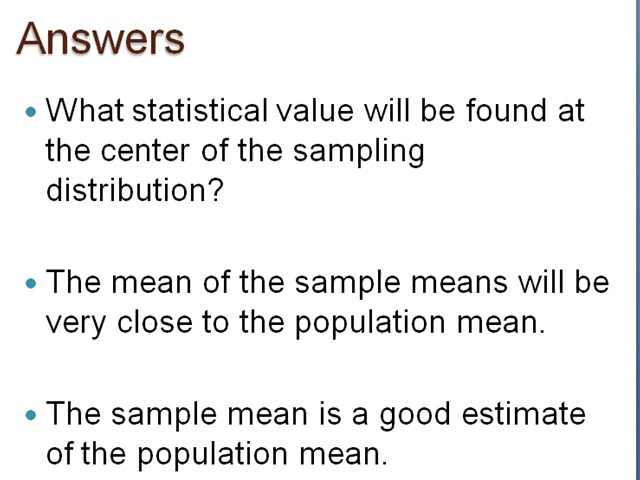 Answers
• What statistical value will be found at
the center of the sampling
distribution?
• The mean of the sample means will be
very close to the population mean.
• The sample mean is a good estimate
of the population mean.